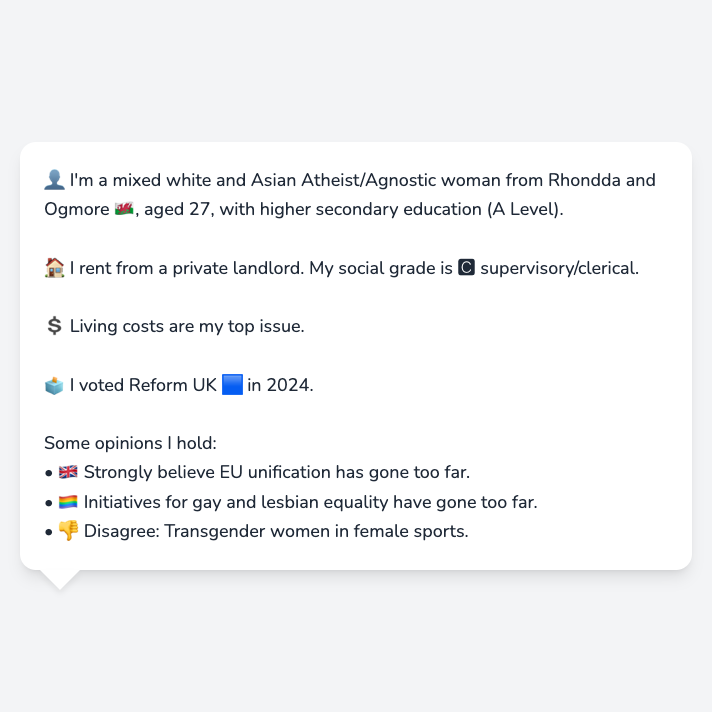 👤 I'm a mixed white and Asian Atheist/Agnostic woman from Rhondda and
Ogmore 🏴󠁧󠁢󠁷󠁬󠁳󠁿, aged 27, with higher secondary education (A Level).
🏠 I rent from a private landlord. My social grade is 🅲 supervisory/clerical.
💲 Living costs are my top issue.
🗳️ I voted Reform UK 🟦 in 2024.
Some opinions I hold:
• 🇬🇧 Strongly believe EU unification has gone too far.
• 🏳️‍🌈 Initiatives for gay and lesbian equality have gone too far.
• 👎 Disagree: Transgender women in female sports.